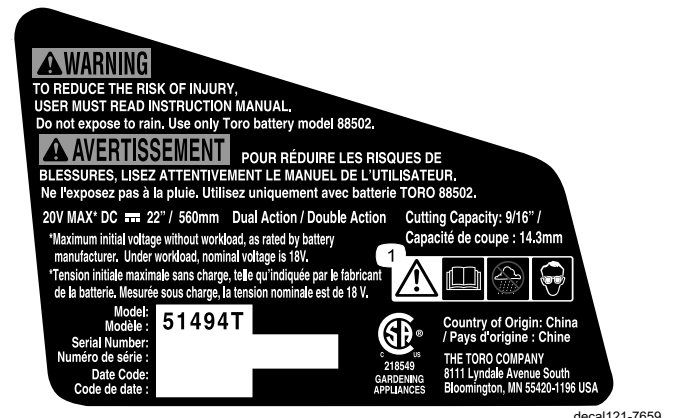 WARNING
TO REDUCE THE RISK OF INJURY,
USER MUST READ INSTRUCTION MANUAL.
Do not expose to rain. Use only Toro battery model 88502.
AVERTISSEMENT POUR RÉDUIRE LES RISQUES DE
BLESSURES, LISEZ ATTENTIVEMENT LE MANUEL DE L'UTILISATEUR.
Ne l'exposez pas à la pluie. Utilisez uniquement avec batterie TORO 88502.
20V MAX* DC 22” / 560mm Dual Action / Double Action
*Maximum initial voltage without workload, as rated by battery
manufacturer. Under workload, nominal voltage is 18V.
*Tension initiale maximale sans charge, telle qu'indiquée par le fabricant
de la batterie. Mesurée sous charge, la tension nominale est de 18 V.
Cutting Capacity: 9/16” /
Capacité de coupe : 14.3mm
1
Model:
Modèle : 51494T
Serial Number:
Numéro de série :
Date Code:
Code de date :
SA ®
C US
218549
GARDENING
APPLIANCES
Country of Origin: China
/ Pays d'origine : Chine
THE TORO COMPANY
8111 Lyndale Avenue South
Bloomington, MN 55420-1196 USA
decal121-7659